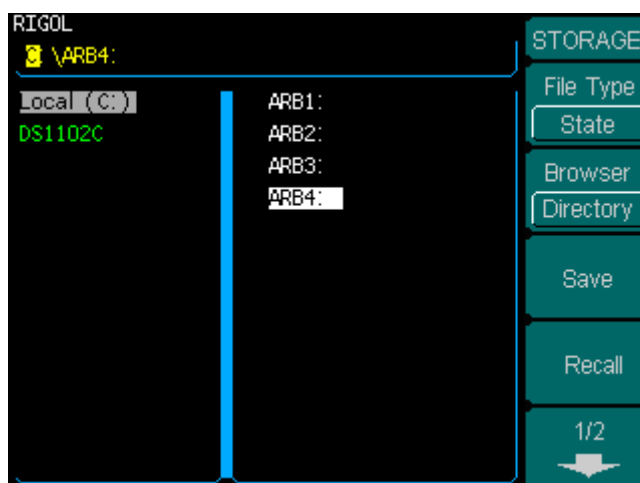 RIGOL
C \ARB4:
Local (C:)
DS1102C
ARB1:
ARB2:
ARB3:
ARB4:
STORAGE
File Type
State
Browser
Directory
Save
Recall
1/2